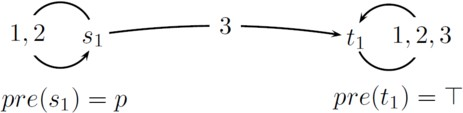 1, 2 s₁ 3 t₁ 1, 2, 3
pre(s₁) = p pre(t₁) = ⊤